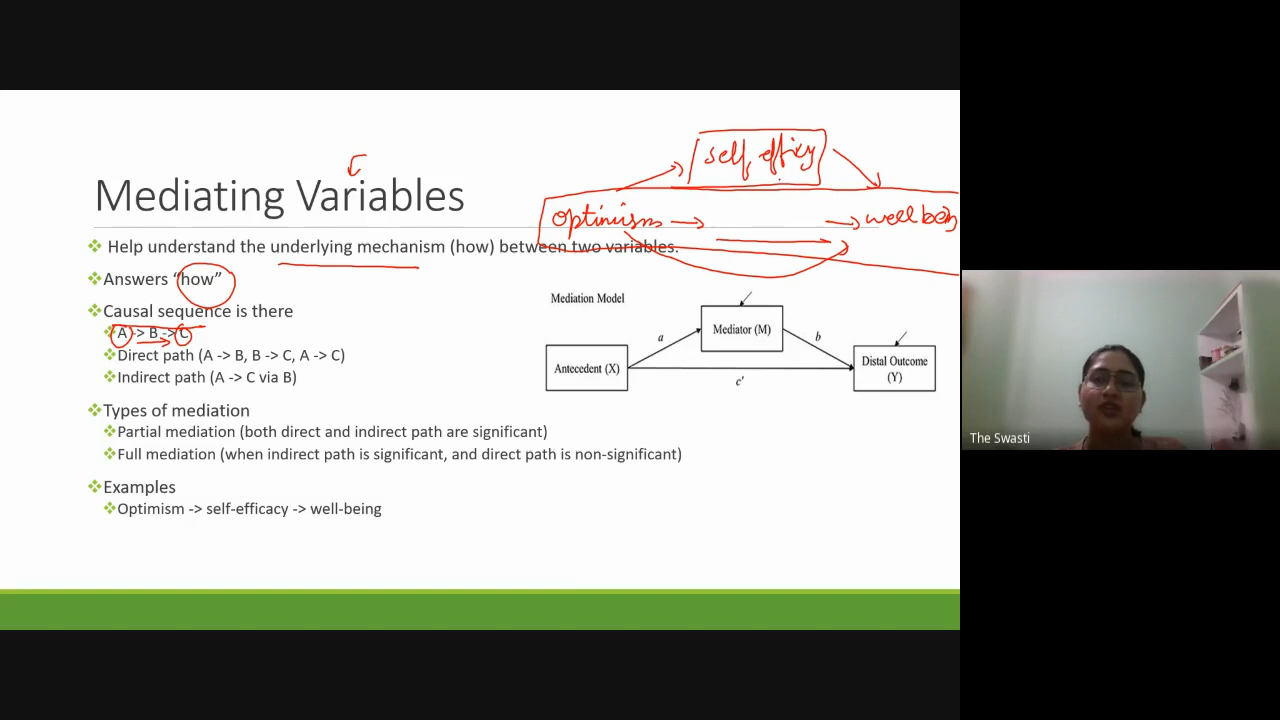 self efficy
optimism → → well bein
Mediating Variables
Help understand the underlying mechanism (how) between two variables.
Answers “how”
Causal sequence is there
A -> B -> C
Direct path (A -> B, B -> C, A -> C)
Indirect path (A -> C via B)
Types of mediation
Partial mediation (both direct and indirect path are significant)
Full mediation (when indirect path is significant, and direct path is non-significant)
Examples
Optimism -> self-efficacy -> well-being
Mediation Model
Mediator (M)
a
b
Antecedent (X)
Distal Outcome
(Y)
c'
The Swasti